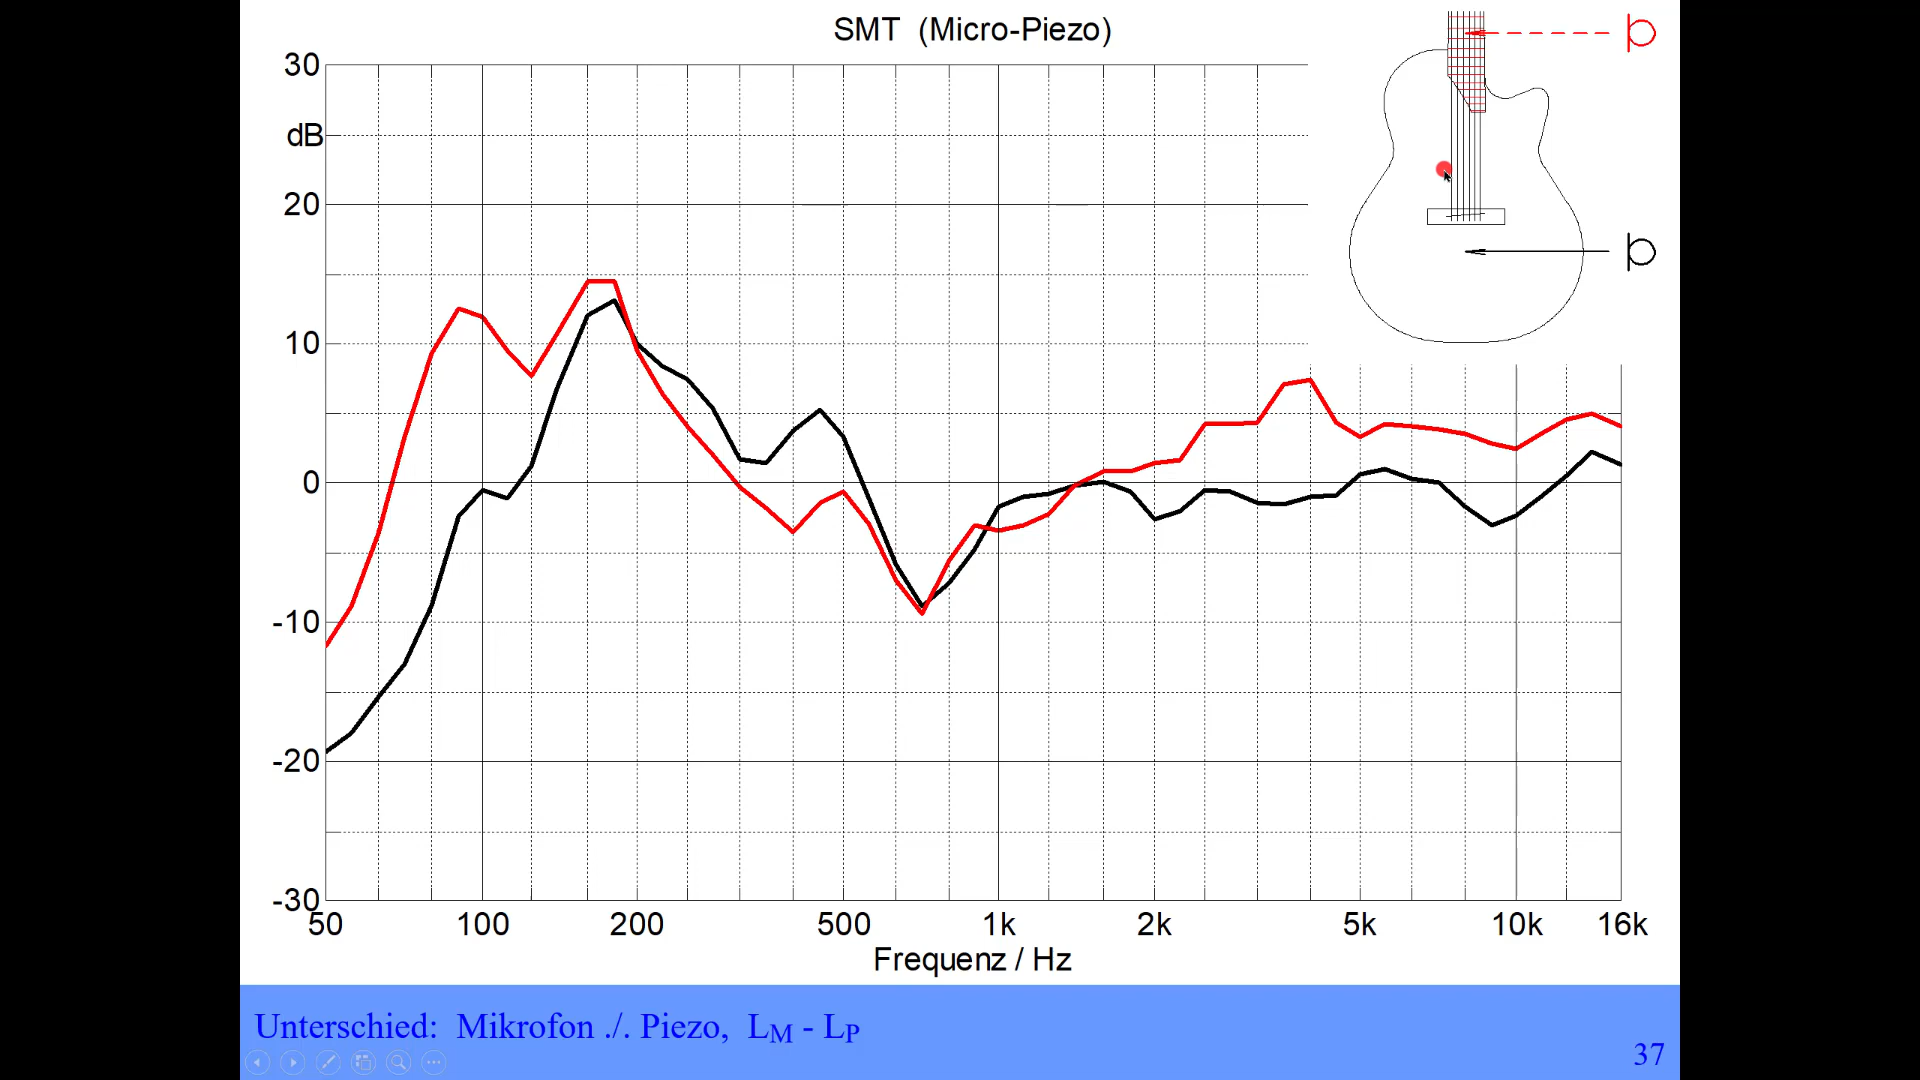 SMT (Micro-Piezo)
30
dB
20
10
0
-10
-20
-30
50 100 200 500 1k 2k 5k 10k 16k
Frequenz / Hz
Unterschied: Mikrofon ./. Piezo, LM - LP
37